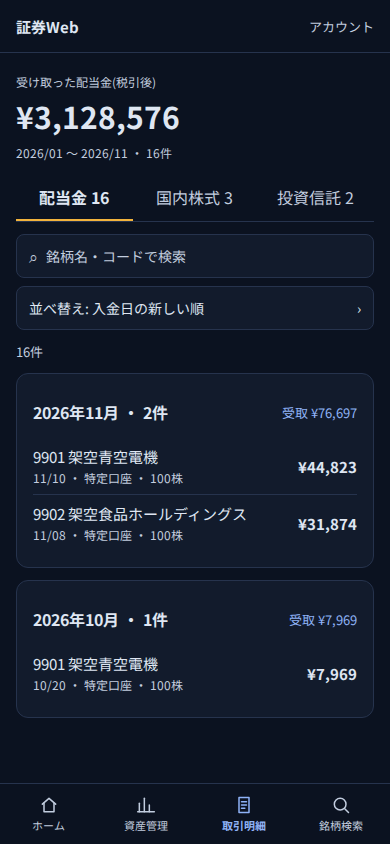 証券Web
アカウント
受け取った配当金(税引後)
¥3,128,576
2026/01 〜 2026/11 ・ 16件
配当金 16
国内株式 3
投資信託 2
銘柄名・コードで検索
並べ替え: 入金日の新しい順 ›
16件
2026年11月 ・ 2件
受取 ¥76,697
9901 架空青空電機
11/10 ・ 特定口座 ・ 100株
¥44,823
9902 架空食品ホールディングス
11/08 ・ 特定口座 ・ 100株
¥31,874
2026年10月 ・ 1件
受取 ¥7,969
9901 架空青空電機
10/20 ・ 特定口座 ・ 100株
¥7,969
ホーム
資産管理
取引明細
銘柄検索